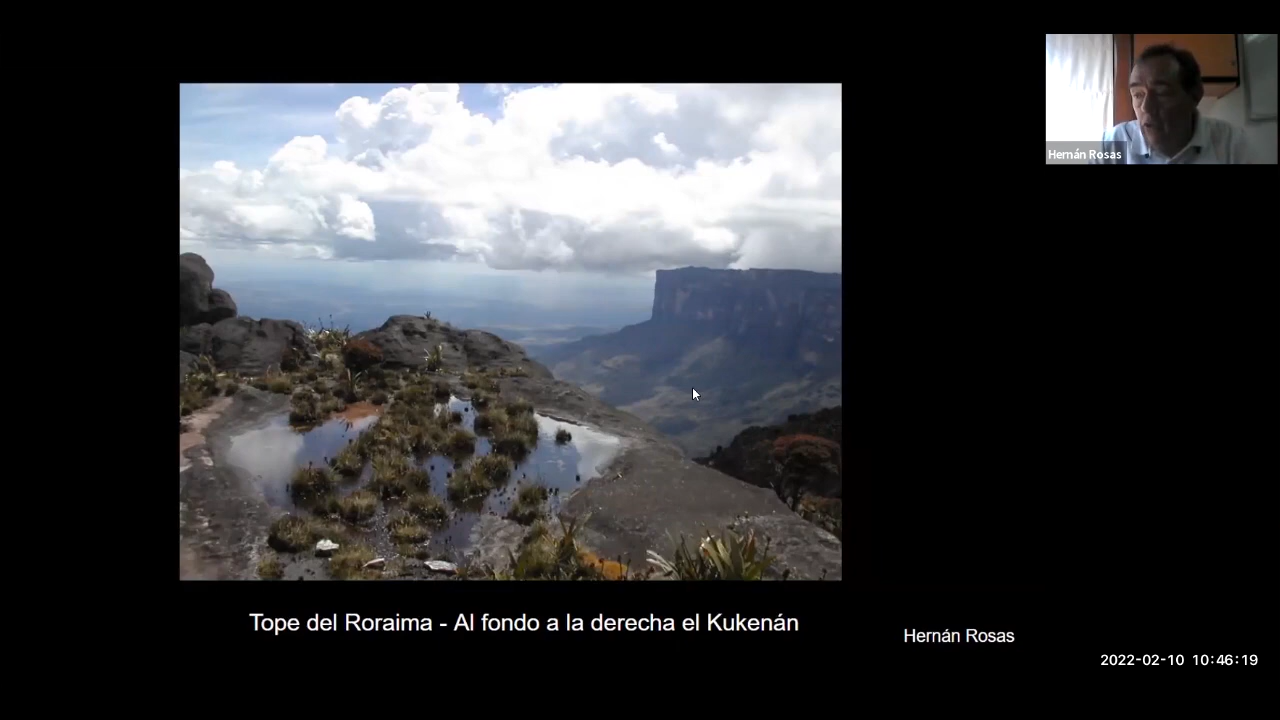 Hernán Rosas
Tope del Roraima - Al fondo a la derecha el Kukenán
Hernán Rosas
2022-02-10 10:46:19